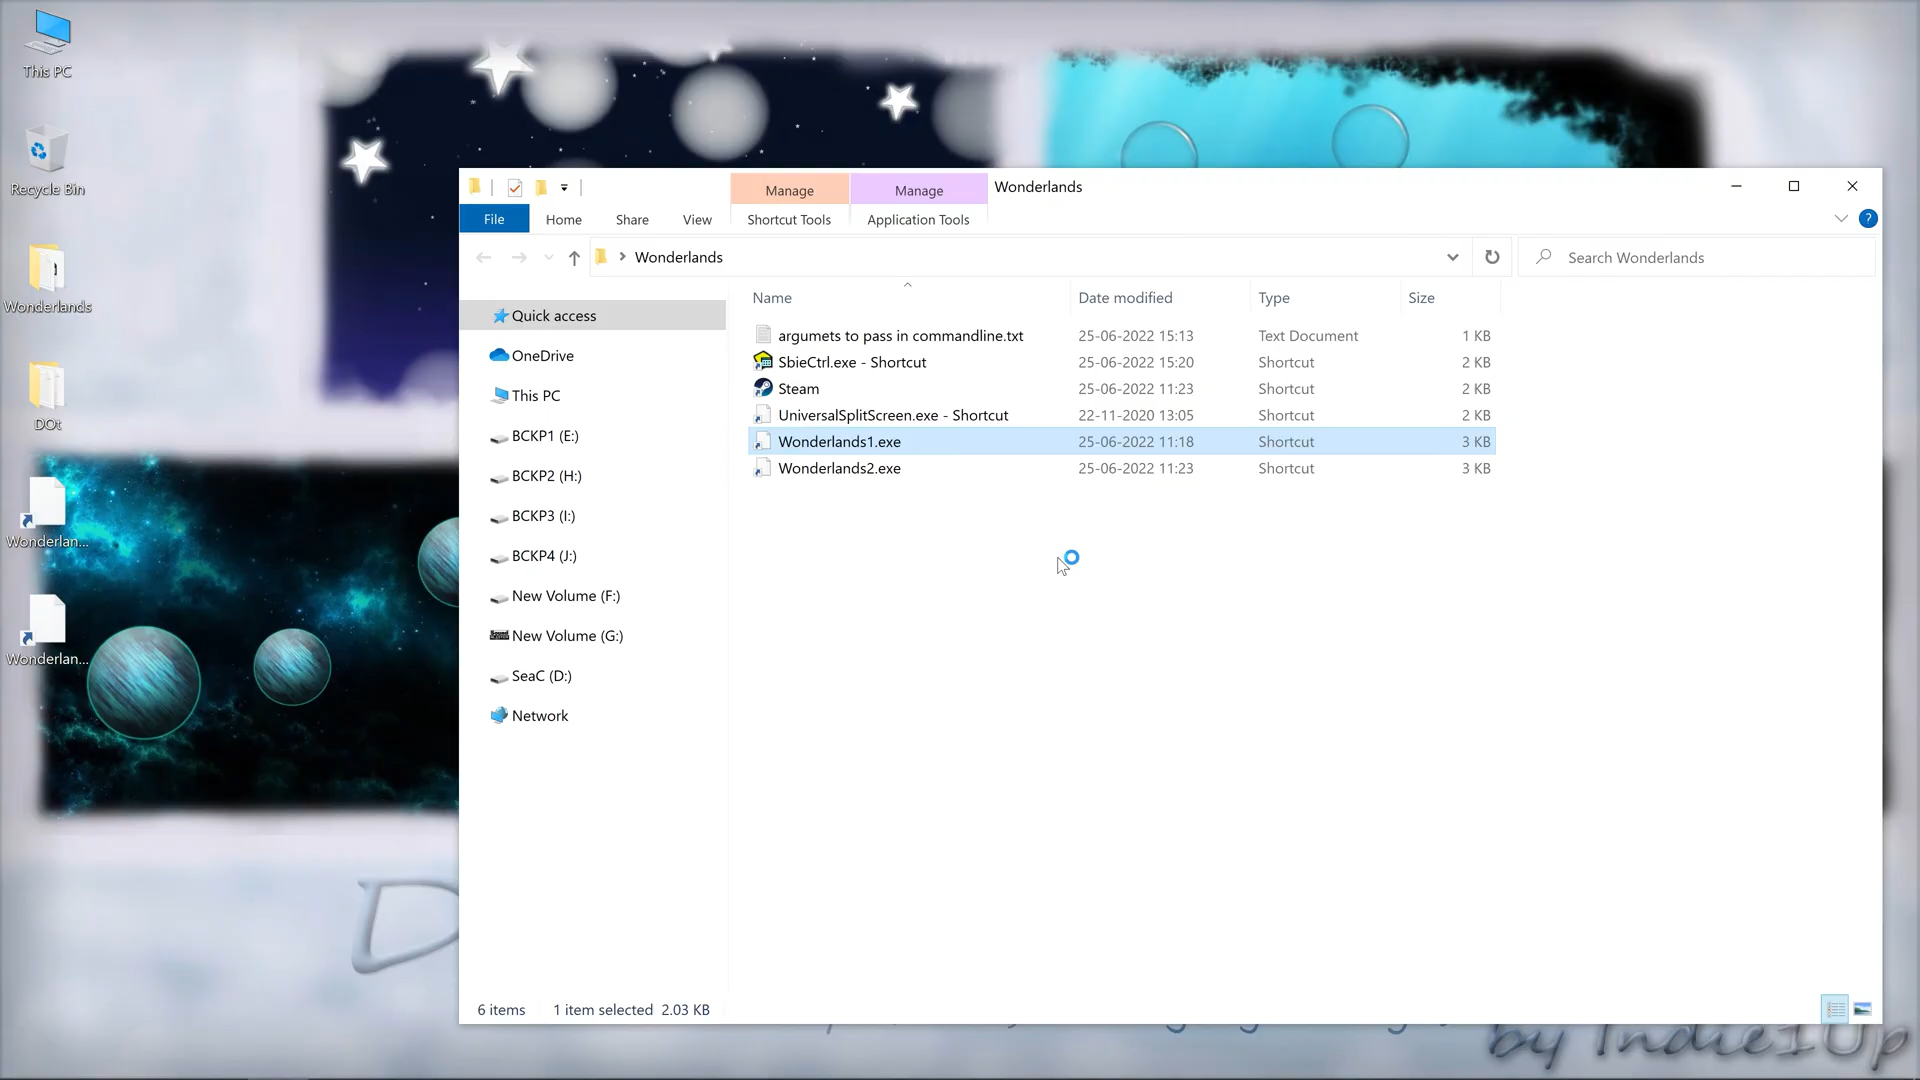 This PC
Recycle Bin
Wonderlands
DOt
Wonderlan...
Wonderlan...
Manage
Manage
Wonderlands
File
Home
Share
View
Shortcut Tools
Application Tools
?
Wonderlands
Search Wonderlands
Quick access
OneDrive
This PC
BCKP1 (E:)
BCKP2 (H:)
BCKP3 (I:)
BCKP4 (J:)
New Volume (F:)
New Volume (G:)
SeaC (D:)
Network
Name Date modified Type Size
argumets to pass in commandline.txt 25-06-2022 15:13 Text Document 1 KB
SbieCtrl.exe - Shortcut 25-06-2022 15:20 Shortcut 2 KB
Steam 25-06-2022 11:23 Shortcut 2 KB
UniversalSplitScreen.exe - Shortcut 22-11-2020 13:05 Shortcut 2 KB
Wonderlands1.exe 25-06-2022 11:18 Shortcut 3 KB
Wonderlands2.exe 25-06-2022 11:23 Shortcut 3 KB
6 items 1 item selected 2.03 KB
by Indie1Up